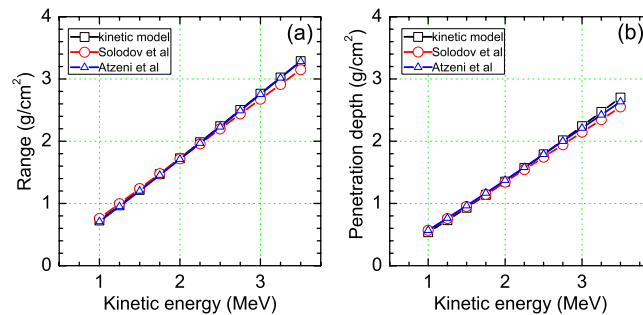 (a)
kinetic model
Solodov et al
Atzeni et al
Range (g/cm²)
4
3
2
1
0
1 2 3
Kinetic energy (MeV)
(b)
kinetic model
Solodov et al
Atzeni et al
Penetration depth (g/cm²)
4
3
2
1
0
1 2 3
Kinetic energy (MeV)